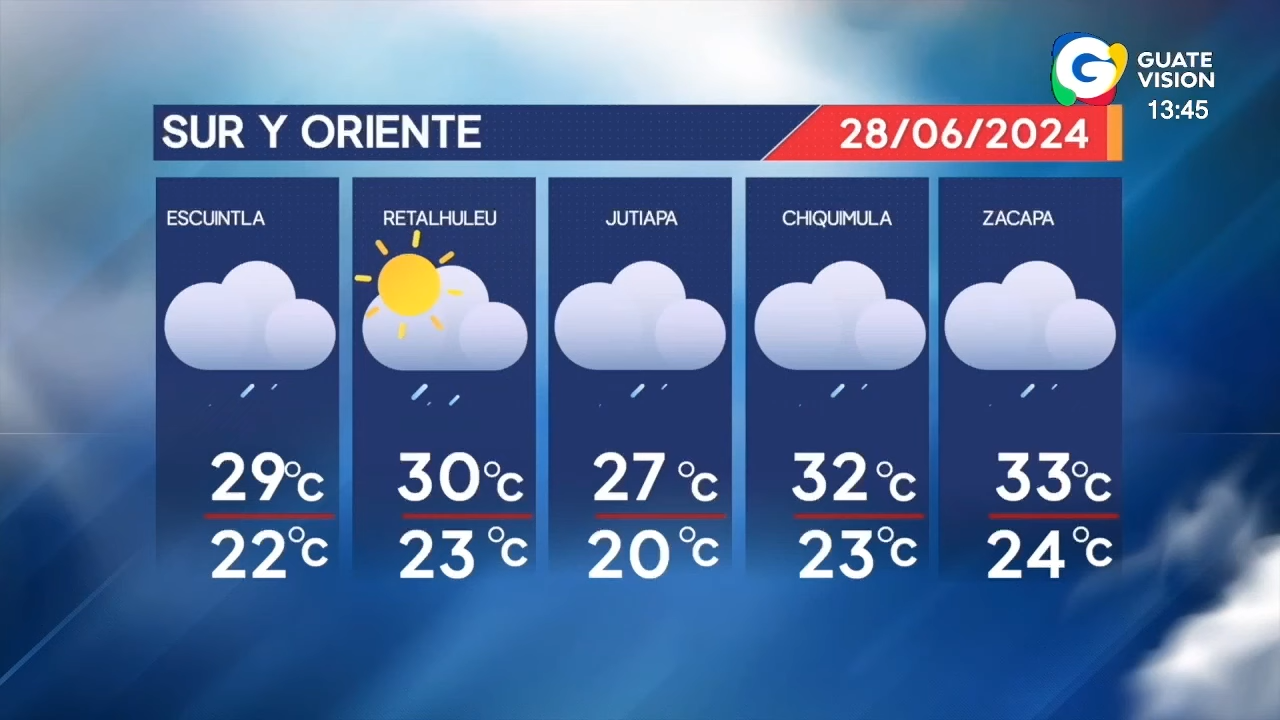 GUATE
VISION
13:45
SUR Y ORIENTE
28/06/2024
ESCUINTLA
RETALHULEU
JUTIAPA
CHIQUIMULA
ZACAPA
29°C
30°C
27°C
32°C
33°C
22°C
23°C
20°C
23°C
24°C